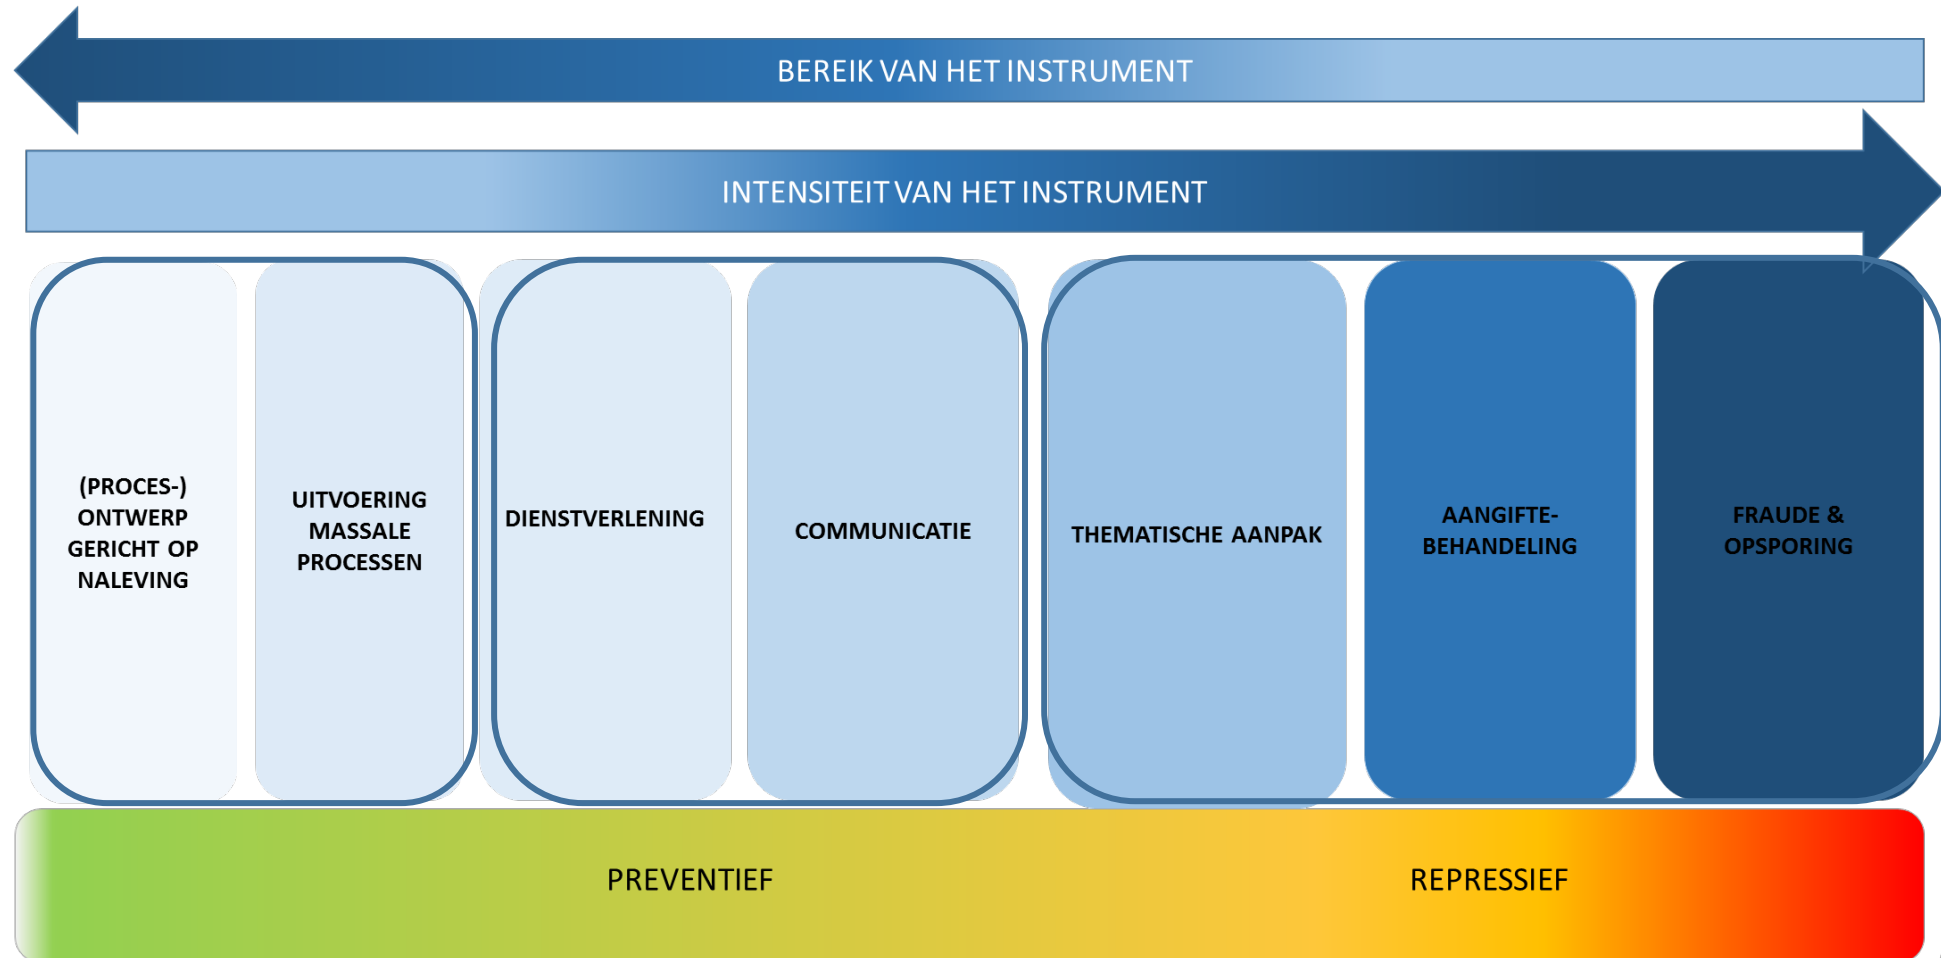 BEREIK VAN HET INSTRUMENT
INTENSITEIT VAN HET INSTRUMENT
(PROCES-)
ONTWERP
GERICHT OP
NALEVING
UITVOERING
MASSALE
PROCESSEN
DIENSTVERLENING
COMMUNICATIE
THEMATISCHE AANPAK
AANGIFTE-
BEHANDELING
FRAUDE &
OPSPORING
PREVENTIEF
REPRESSIEF